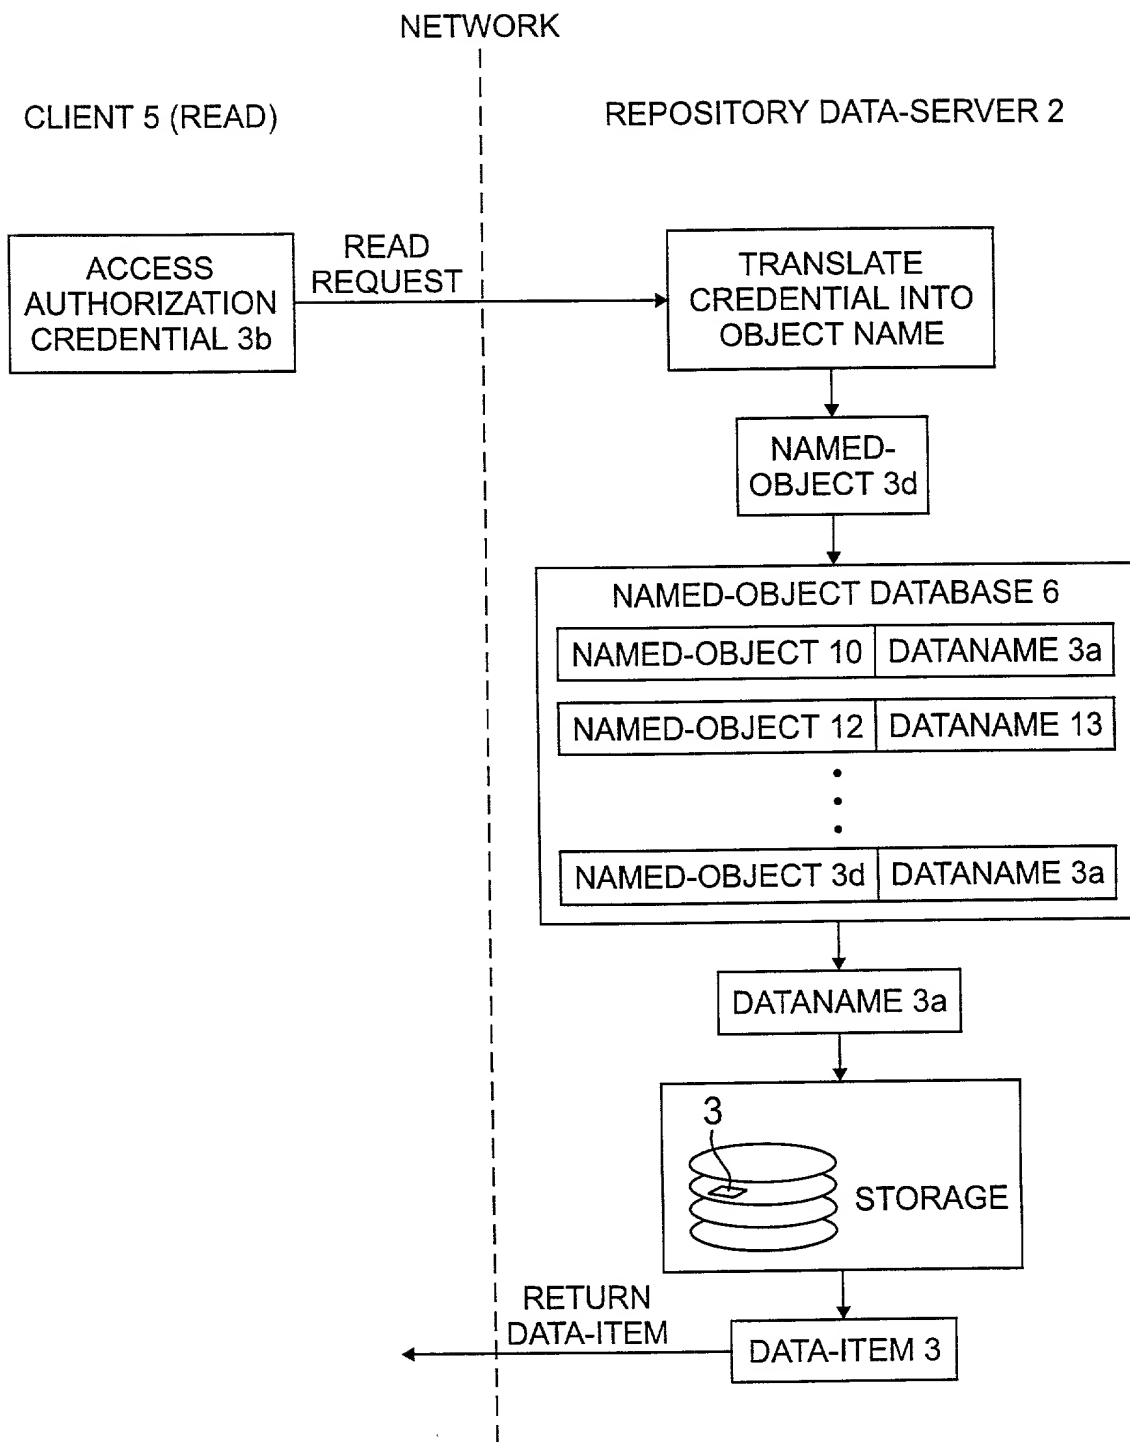 NETWORK
CLIENT 5 (READ)
REPOSITORY DATA-SERVER 2
ACCESS
AUTHORIZATION
CREDENTIAL 3b
READ
REQUEST
TRANSLATE
CREDENTIAL INTO
OBJECT NAME
NAMED-
OBJECT 3d
NAMED-OBJECT DATABASE 6
NAMED-OBJECT 10 DATANAME 3a
NAMED-OBJECT 12 DATANAME 13
NAMED-OBJECT 3d DATANAME 3a
DATANAME 3a
3
STORAGE
RETURN
DATA-ITEM
DATA-ITEM 3